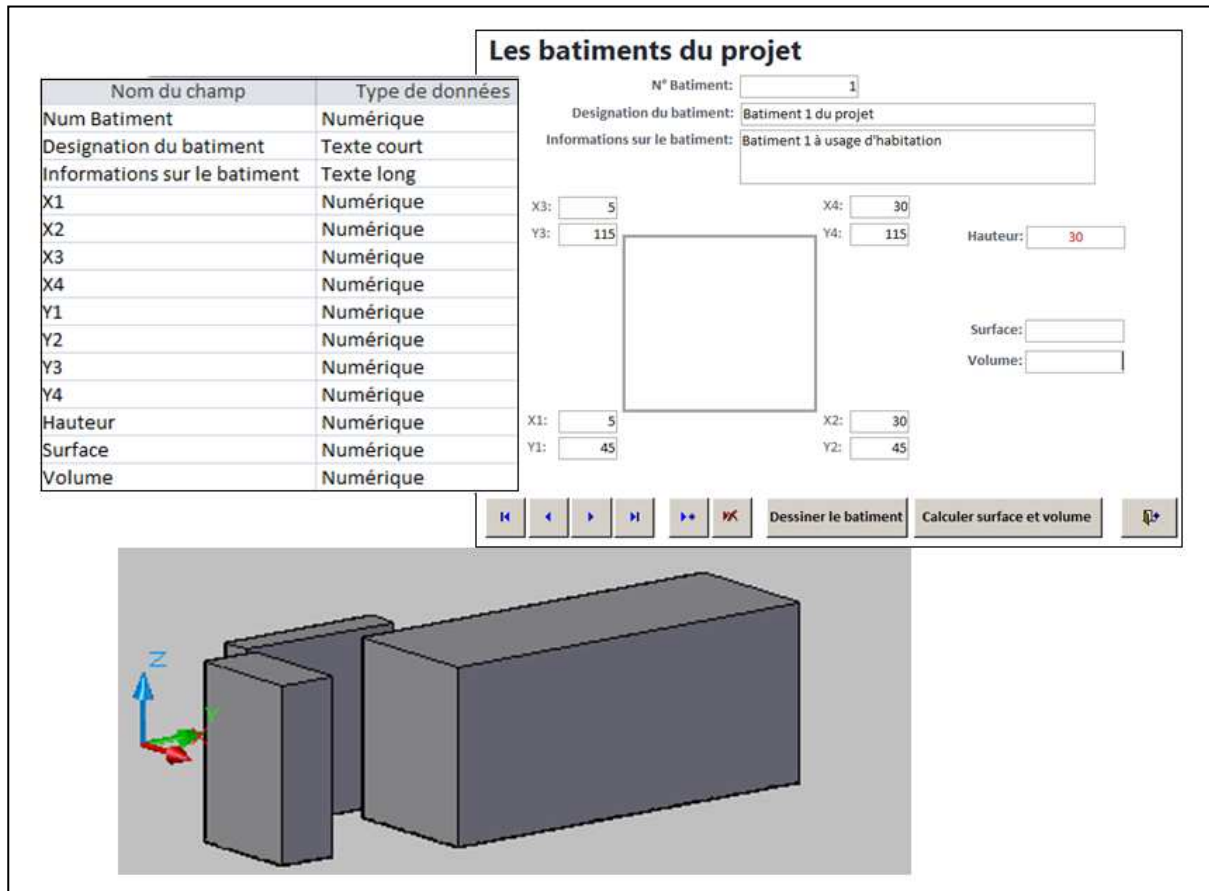 Les batiments du projet
Nom du champ Type de données
Num Batiment Numérique
Designation du batiment Texte court
Informations sur le batiment Texte long
X1 Numérique
X2 Numérique
X3 Numérique
X4 Numérique
Y1 Numérique
Y2 Numérique
Y3 Numérique
Y4 Numérique
Hauteur Numérique
Surface Numérique
Volume Numérique
N° Batiment: 1
Designation du batiment: Batiment 1 du projet
Informations sur le batiment: Batiment 1 à usage d'habitation
X3: 5 X4: 30
Y3: 115 Y4: 115 Hauteur: 30
Surface:
Volume:
X1: 5 X2: 30
Y1: 45 Y2: 45
Dessiner le batiment Calculer surface et volume
Z
Y